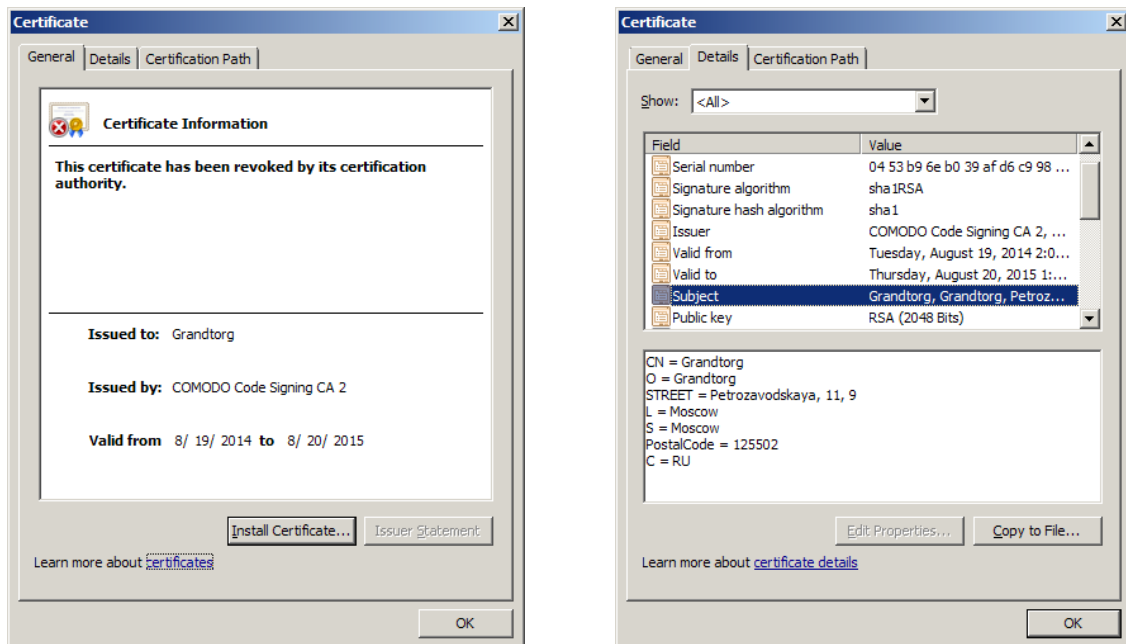 Certificate
General Details Certification Path
Certificate Information
This certificate has been revoked by its certification
authority.
Issued to: Grandtorg
Issued by: COMODO Code Signing CA 2
Valid from 8/ 19/ 2014 to 8/ 20/ 2015
Install Certificate... Issuer Statement
Learn more about certificates
OK
Certificate
General Details Certification Path
Show: <All>
Field Value
Serial number 04 53 b9 6e b0 39 af d6 c9 98 ...
Signature algorithm sha1RSA
Signature hash algorithm sha1
Issuer COMODO Code Signing CA 2, ...
Valid from Tuesday, August 19, 2014 2:0...
Valid to Thursday, August 20, 2015 1:...
Subject Grandtorg, Grandtorg, Petroz...
Public key RSA (2048 Bits)
CN = Grandtorg
O = Grandtorg
STREET = Petrozavodskaya, 11, 9
L = Moscow
S = Moscow
PostalCode = 125502
C = RU
Edit Properties... Copy to File...
Learn more about certificate details
OK